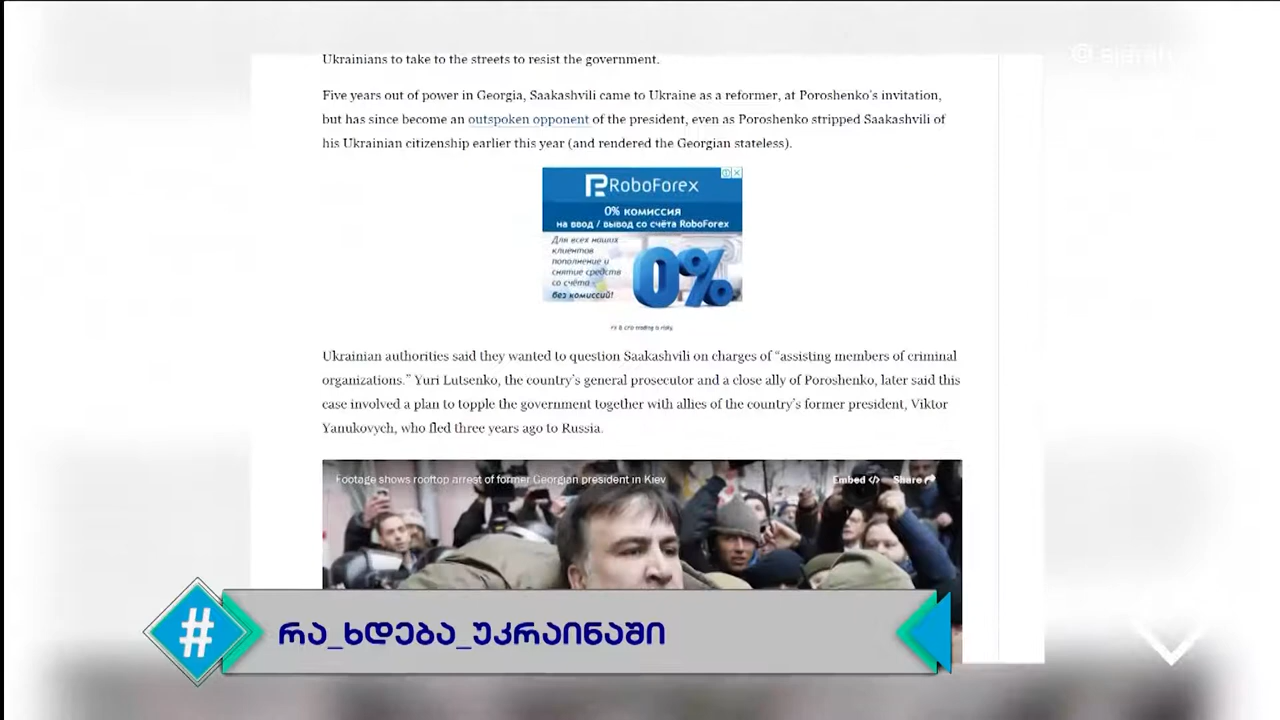 Ukrainians to take to the streets to resist the government.
Five years out of power in Georgia, Saakashvili came to Ukraine as a reformer, at Poroshenko's invitation,
but has since become an outspoken opponent of the president, even as Poroshenko stripped Saakashvili of
his Ukrainian citizenship earlier this year (and rendered the Georgian stateless).
RoboForex
0% комиссия
на ввод / вывод со счёта RoboForex
Для всех наших
клиентов
пополнение и
снятие средств
со счёта
без комиссий!
0%
FX & CFD trading is risky.
Ukrainian authorities said they wanted to question Saakashvili on charges of “assisting members of criminal
organizations.” Yuri Lutsenko, the country's general prosecutor and a close ally of Poroshenko, later said this
case involved a plan to topple the government together with allies of the country's former president, Viktor
Yanukovych, who fled three years ago to Russia.
Footage shows rooftop arrest of former Georgian president in Kiev
Embed </> Share
# რა_ხდება_უკრაინაში